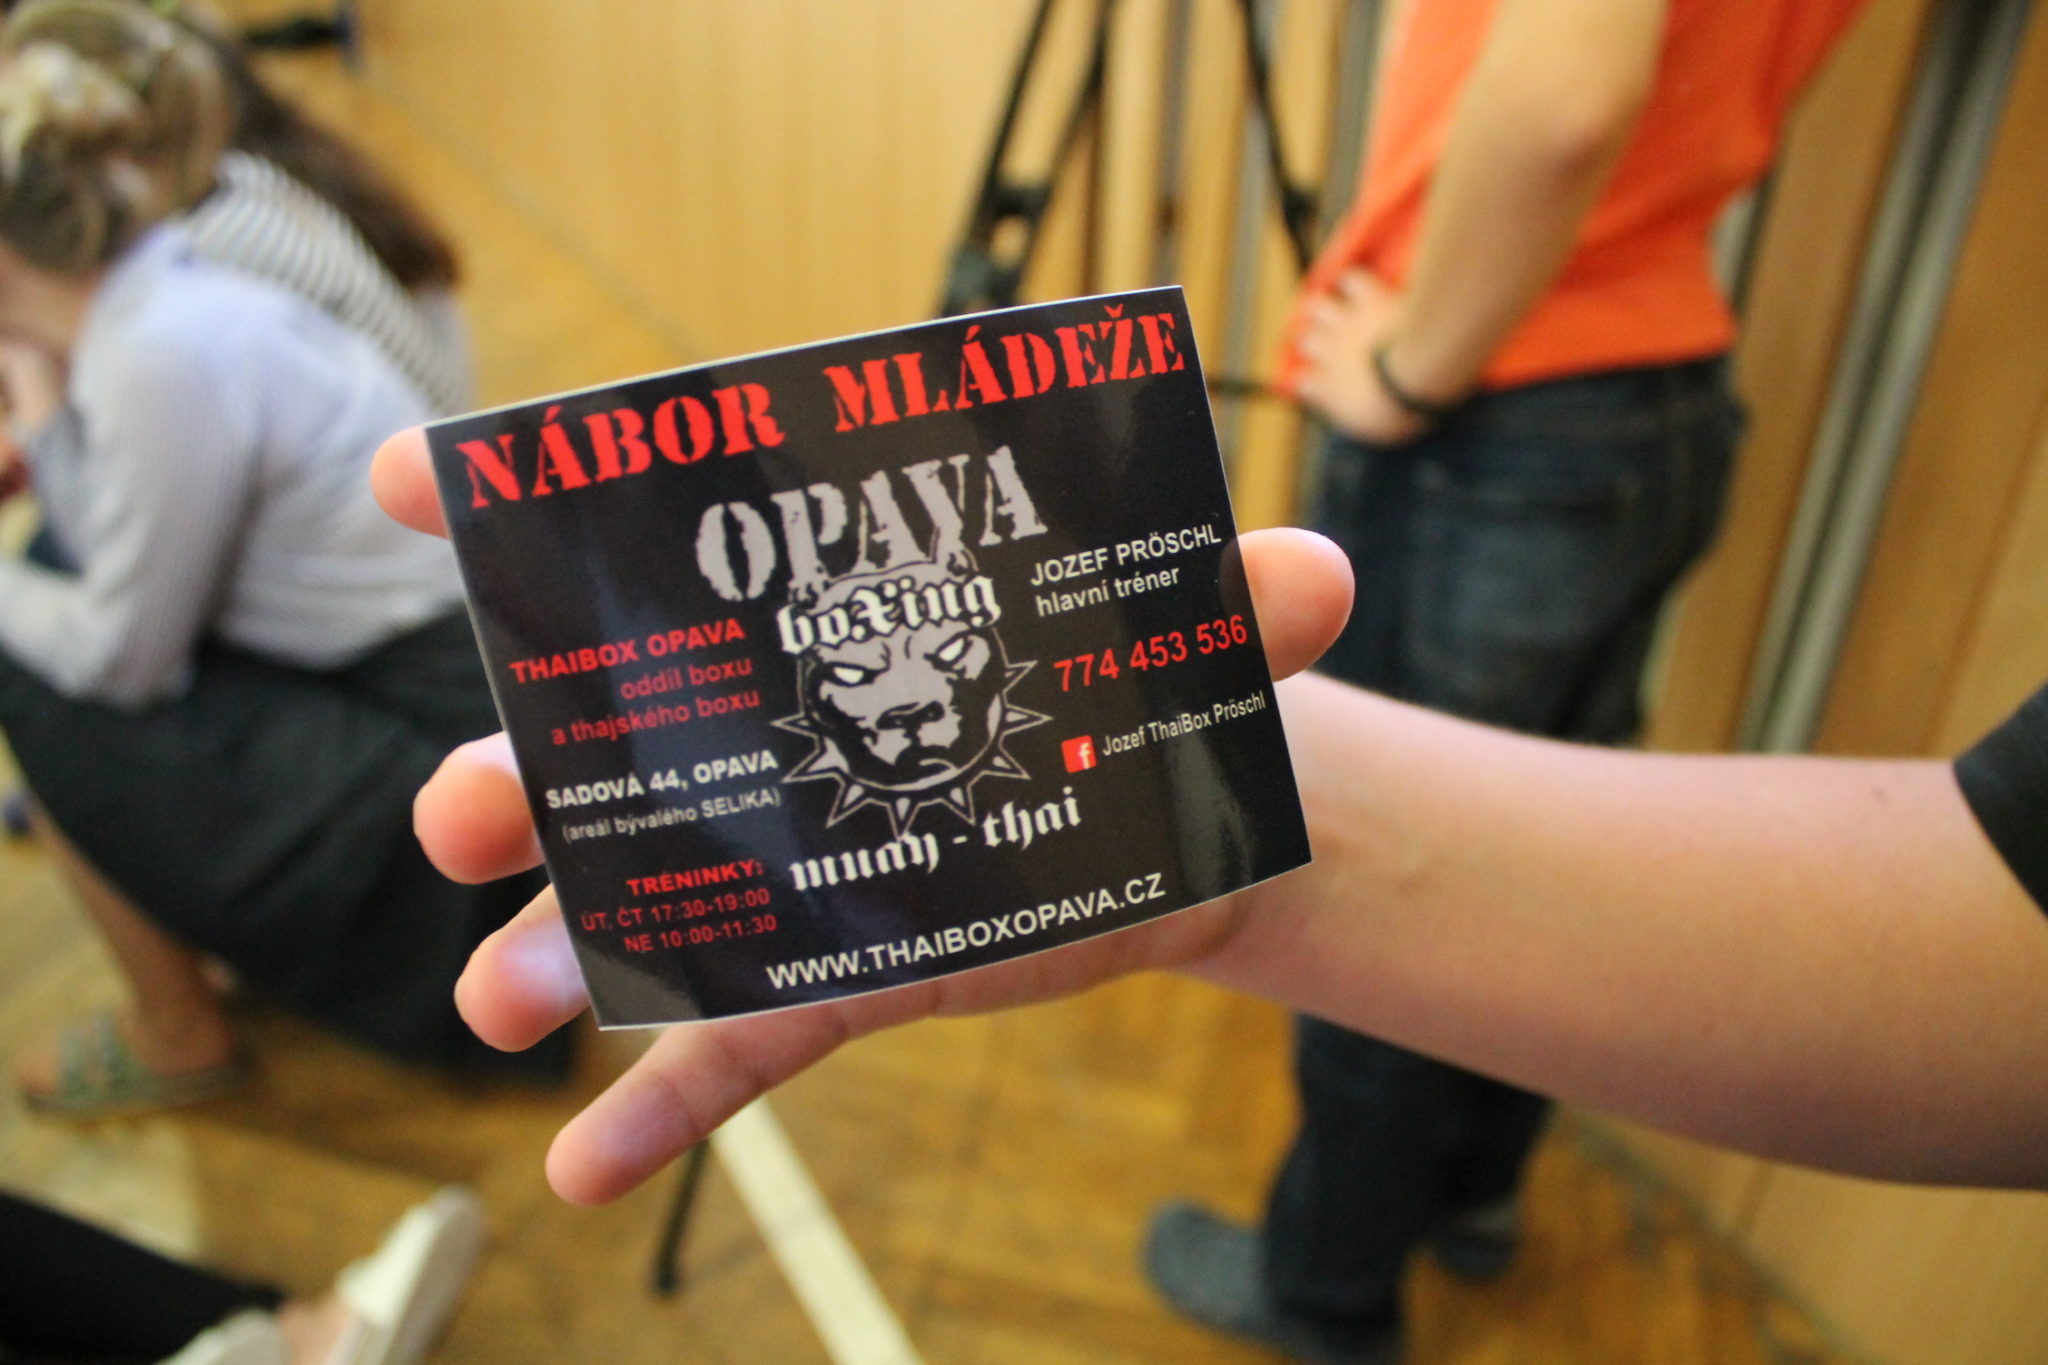 NÁBOR MLÁDEŽE
OPAVA
boxing
THAIBOX OPAVA
oddíl boxu
a thajského boxu
SADOVÁ 44, OPAVA
(areál bývalého SELIKA)
TRÉNINKY:
ÚT, ČT 17:30-19:00
NE 10:00-11:30
JOZEF PRÖSCHL
hlavní tréner
774 453 536
f Jozef ThaiBox Pröschl
muay - thai
WWW.THAIBOXOPAVA.CZ